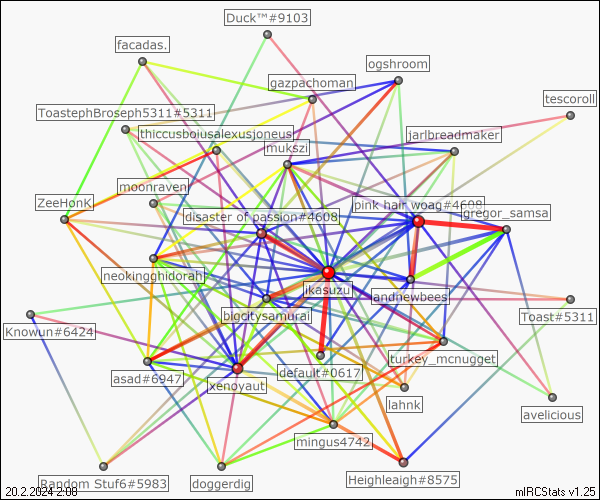 Duck™#9103
facadas.
ogshroom
gazpachoman
tescoroll
ToastephBroseph5311#5311
thiccusboiusalexusjoneus
jarlbreadmaker
mukszi
moonraven
ZeeHonK
pink hair woag#4608
gregor_samsa
disaster of passion#4608
neokingghidorah
ikasuzu
andnewbees
bigcitysamurai
Toast#5311
Knowun#6424
turkey_mcnugget
default#0617
asad#6947
xenoyaut
lahnk
avelicious
mingus4742
Random Stuf6#5983
doggerdig
Heighleaigh#8575
20.2.2024 2:08
mIRCStats v1.25